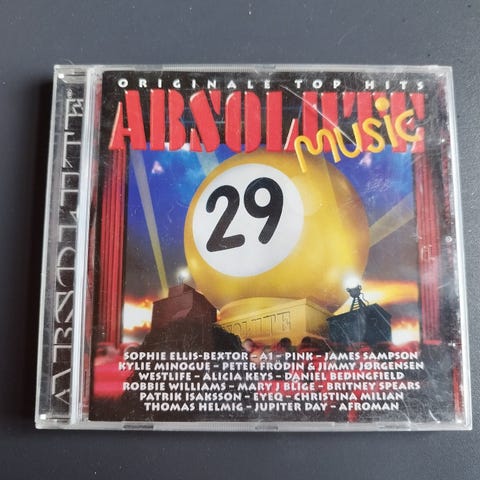 ORIGINALE TOP HITS
ABSOLUTE
music
29
ABSOLUTE
SOPHIE ELLIS-BEXTOR – A1 – PINK – JAMES SAMPSON
KYLIE MINOGUE – PETER FRÖDIN & JIMMY JØRGENSEN
WESTLIFE – ALICIA KEYS – DANIEL BEDINGFIELD
ROBBIE WILLIAMS – MARY J BLIGE – BRITNEY SPEARS
PATRIK ISAKSSON – EYEQ – CHRISTINA MILIAN
THOMAS HELMIG – JUPITER DAY – AFROMAN
ABSOLUTE